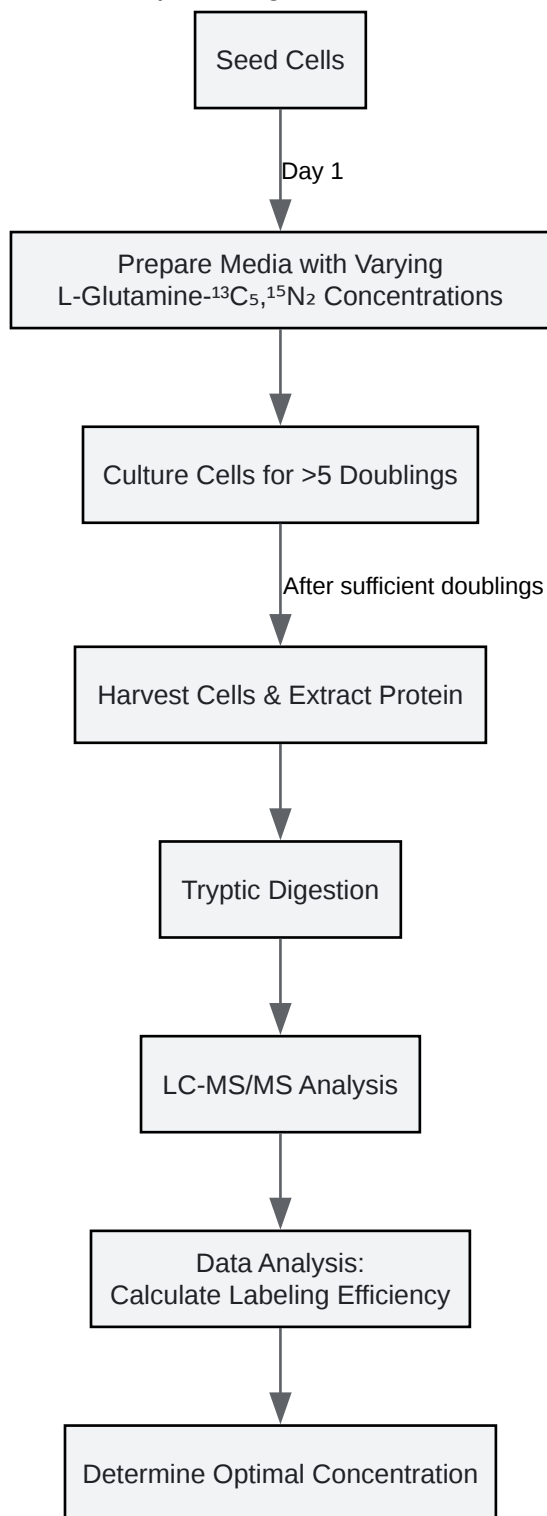 Seed Cells
Day 1
Prepare Media with Varying
L-Glutamine-¹³C₅,¹⁵N₂ Concentrations
Culture Cells for >5 Doublings
After sufficient doublings
Harvest Cells & Extract Protein
Tryptic Digestion
LC-MS/MS Analysis
Data Analysis:
Calculate Labeling Efficiency
Determine Optimal Concentration